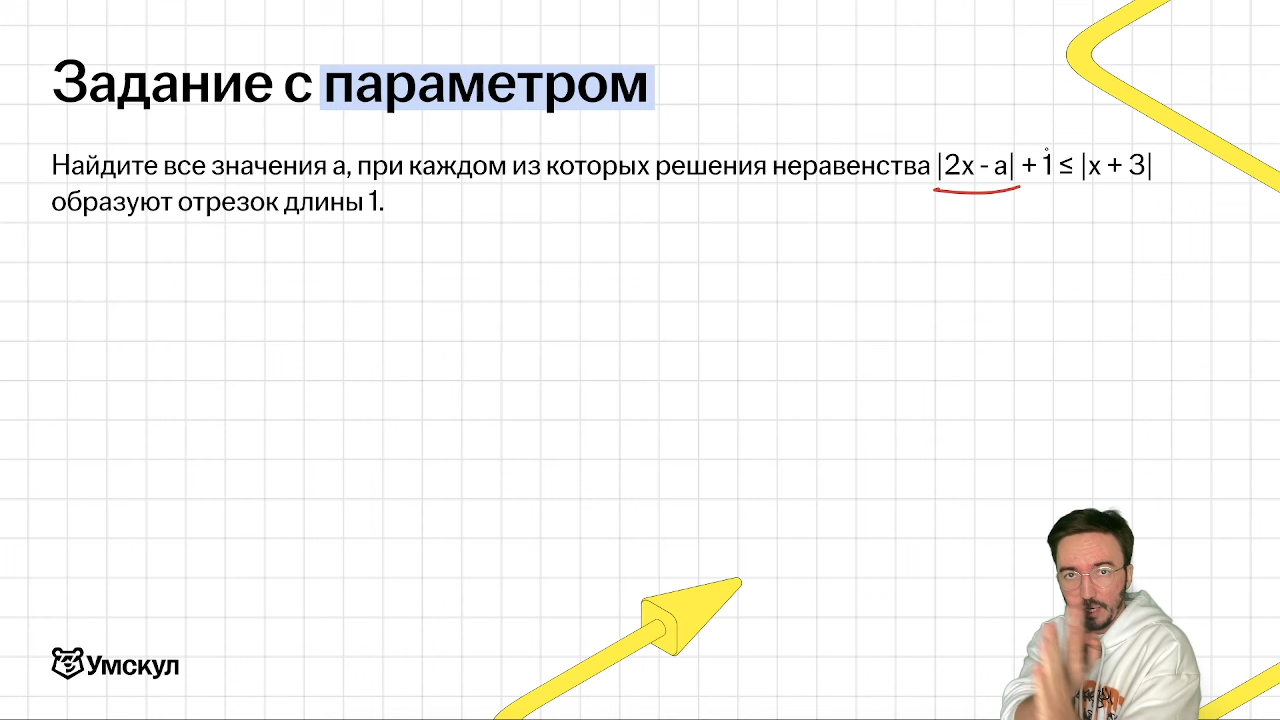 Задание с параметром
Найдите все значения a, при каждом из которых решения неравенства |2x - a| + 1 ≤ |x + 3|
образуют отрезок длины 1.
Умскул